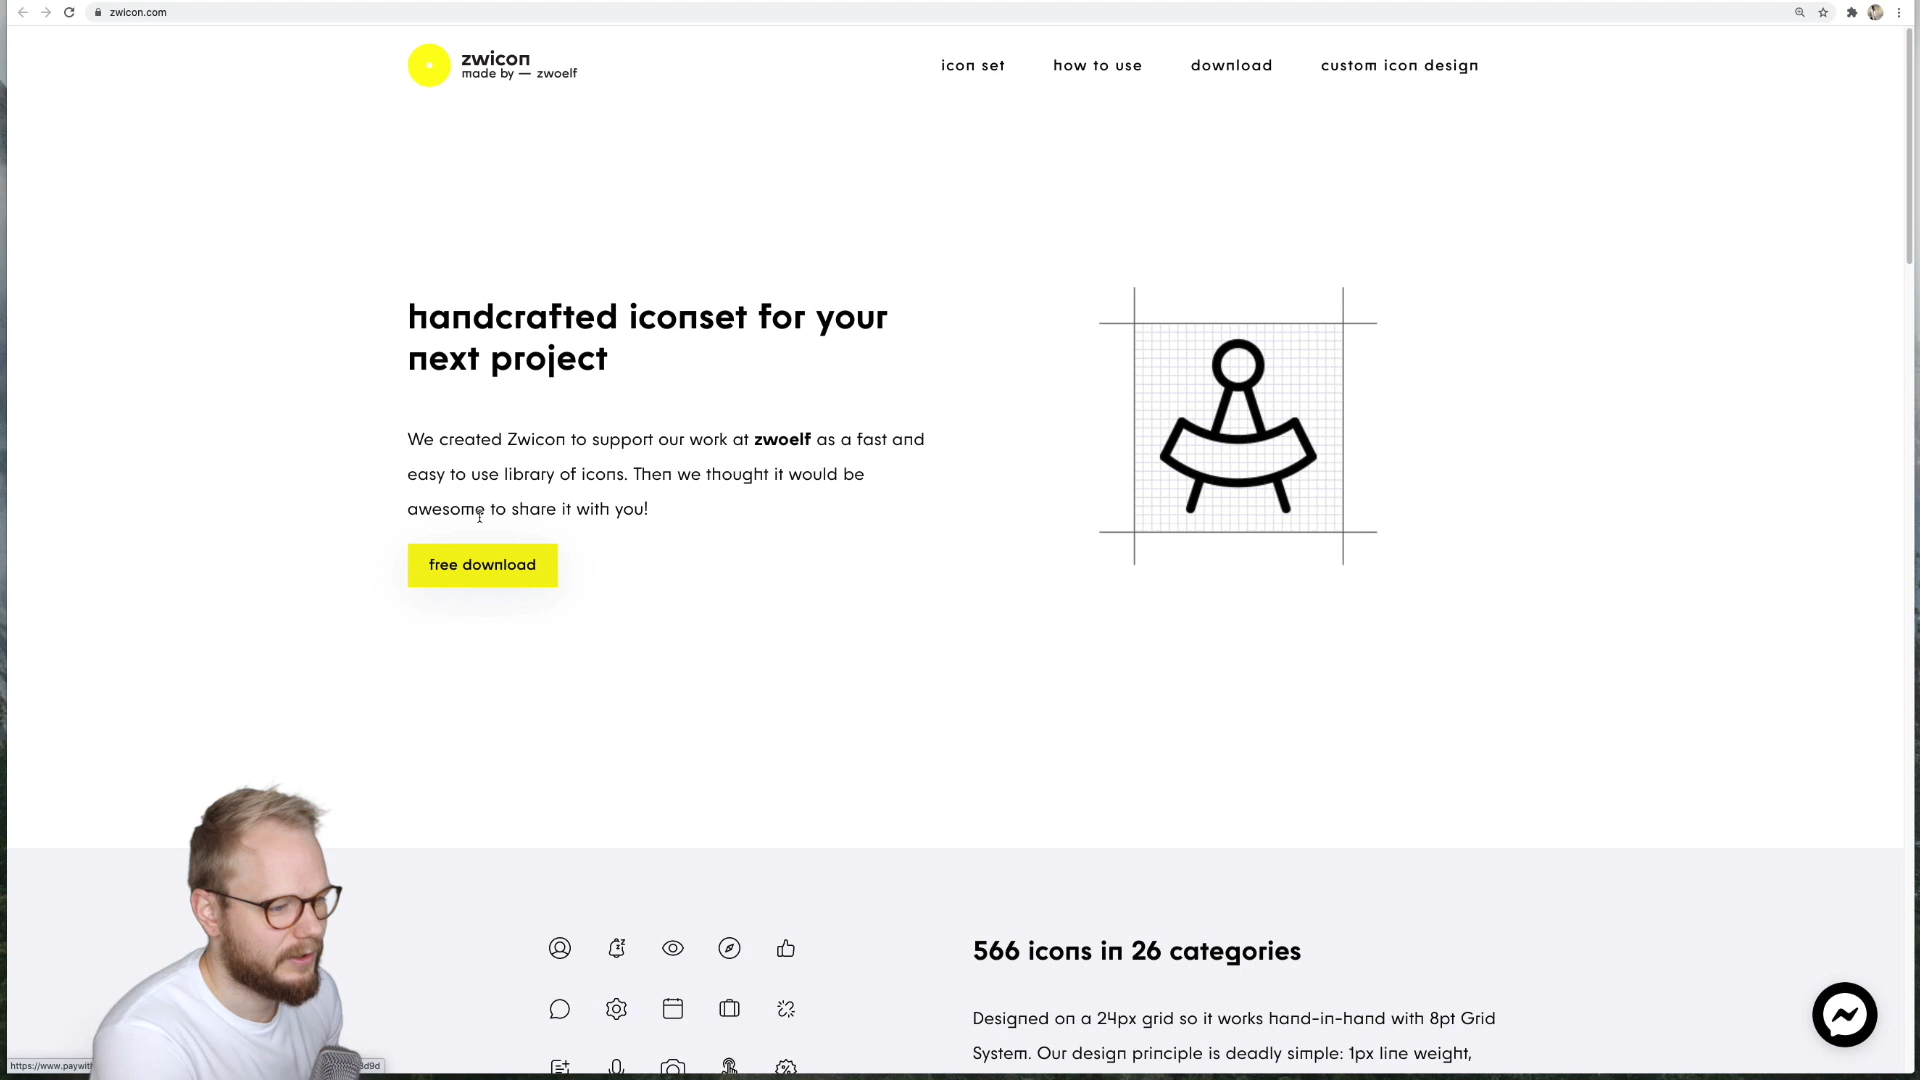 zwicon.com
zwicon
made by — zwoelf
icon set
how to use
download
custom icon design
handcrafted iconset for your
next project
We created Zwicon to support our work at zwoelf as a fast and
easy to use library of icons. Then we thought it would be
awesome to share it with you!
free download
566 icons in 26 categories
Designed on a 24px grid so it works hand-in-hand with 8pt Grid
System. Our design principle is deadly simple: 1px line weight,
https://www.paywit